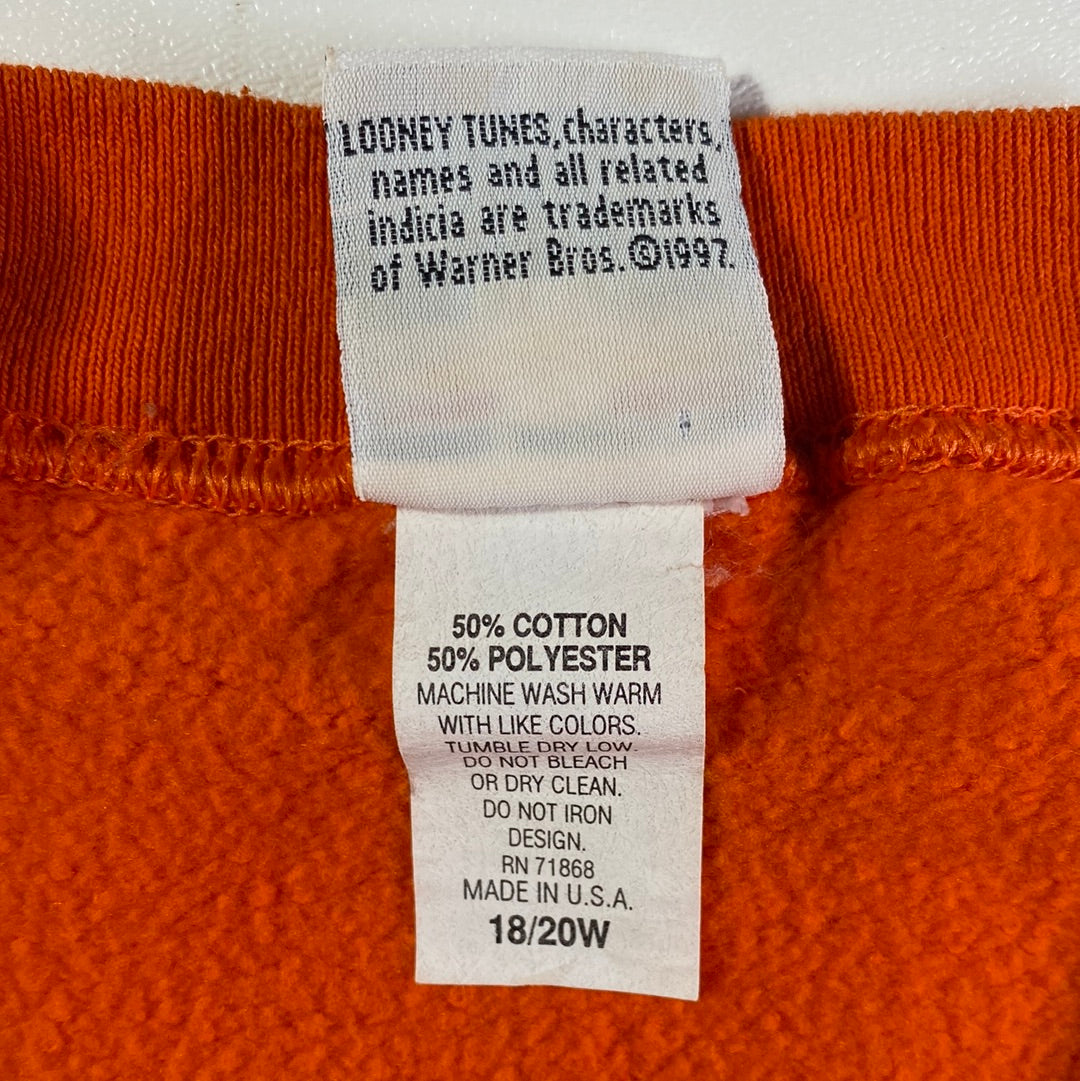 LOONEY TUNES, characters,
names and all related
indicia are trademarks
of Warner Bros. ©1997.
50% COTTON
50% POLYESTER
MACHINE WASH WARM
WITH LIKE COLORS.
TUMBLE DRY LOW.
DO NOT BLEACH
OR DRY CLEAN.
DO NOT IRON
DESIGN.
RN 71868
MADE IN U.S.A.
18/20W